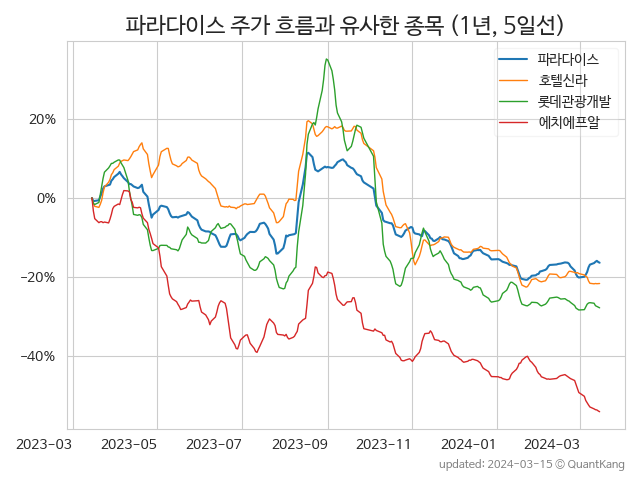 파라다이스 주가 흐름과 유사한 종목 (1년, 5일선)
파라다이스
호텔신라
롯데관광개발
에치에프알
20%
0%
−20%
−40%
2023-03 2023-05 2023-07 2023-09 2023-11 2024-01 2024-03
updated: 2024-03-15 © QuantKang